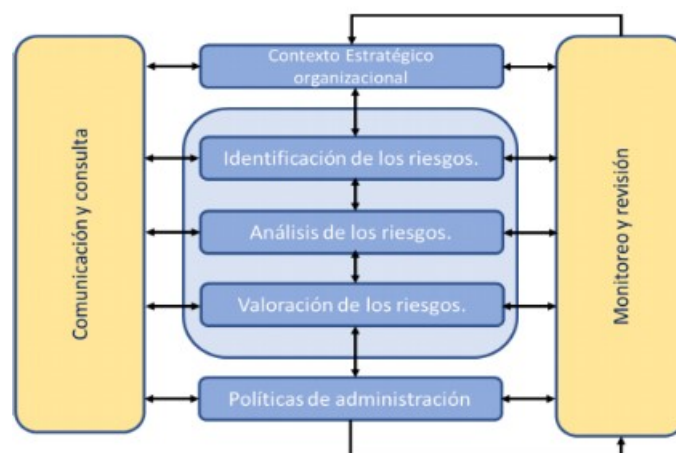 Comunicación y consulta
Contexto Estratégico
organizacional
Identificación de los riesgos.
Análisis de los riesgos.
Valoración de los riesgos.
Políticas de administración
Monitoreo y revisión